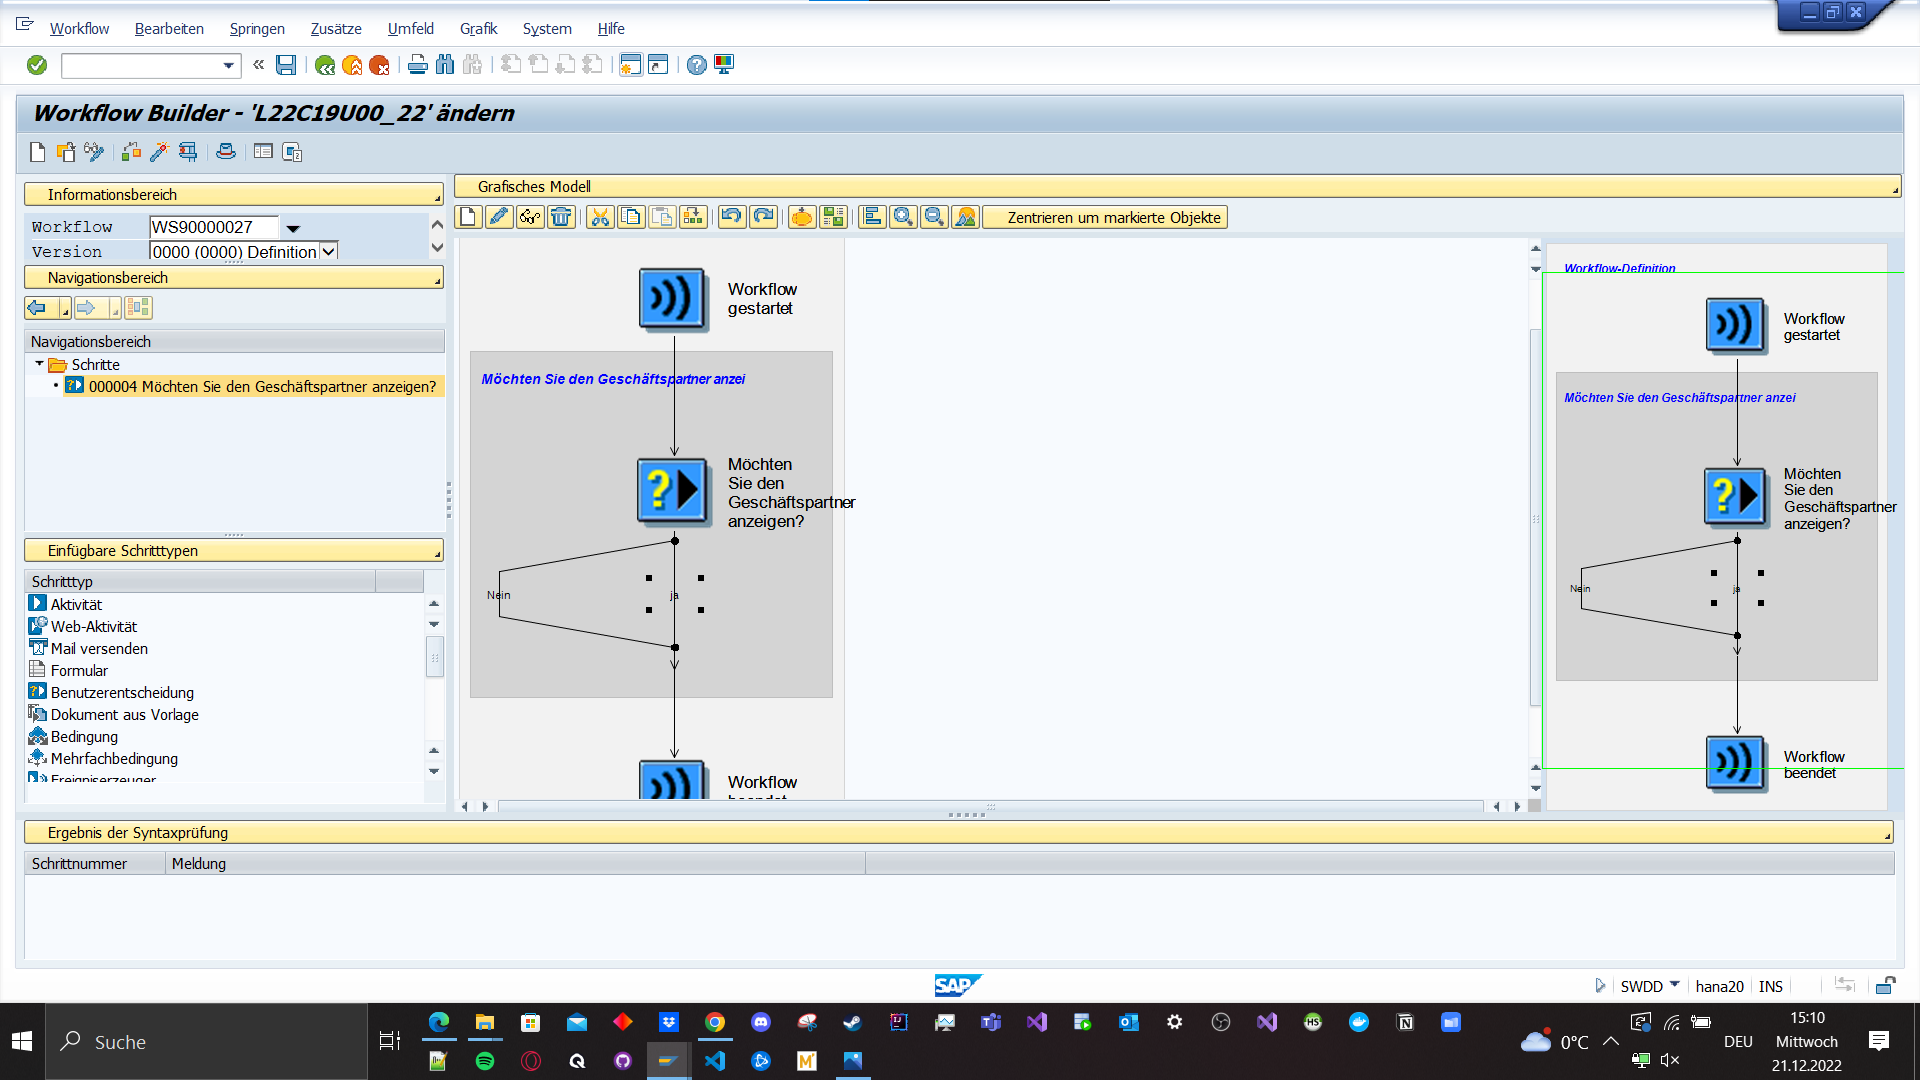 Workflow Bearbeiten Springen Zusätze Umfeld Grafik System Hilfe
Workflow Builder - 'L22C19U00_22' ändern
Informationsbereich
Workflow WS90000027
Version 0000 (0000) Definition
Navigationsbereich
Navigationsbereich
Schritte
000004 Möchten Sie den Geschäftspartner anzeigen?
Einfügbare Schritttypen
Schritttyp
Aktivität
Web-Aktivität
Mail versenden
Formular
Benutzerentscheidung
Dokument aus Vorlage
Bedingung
Mehrfachbedingung
Ereigniserzeuger
Grafisches Modell
Zentrieren um markierte Objekte
Workflow
gestartet
Möchten Sie den Geschäftspartner anzei
Möchten
Sie den
Geschäftspartner
anzeigen?
Nein
ja
Workflow
beendet
Workflow-Definition
Workflow
gestartet
Möchten Sie den Geschäftspartner anzei
Möchten
Sie den
Geschäftspartner
anzeigen?
Nein
ja
Workflow
beendet
Ergebnis der Syntaxprüfung
Schrittnummer Meldung
SAP
SWDD hana20 INS
Suche
0°C
DEU
15:10
Mittwoch
21.12.2022